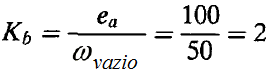 K_b = e_a / ω_vazio = 100 / 50 = 2